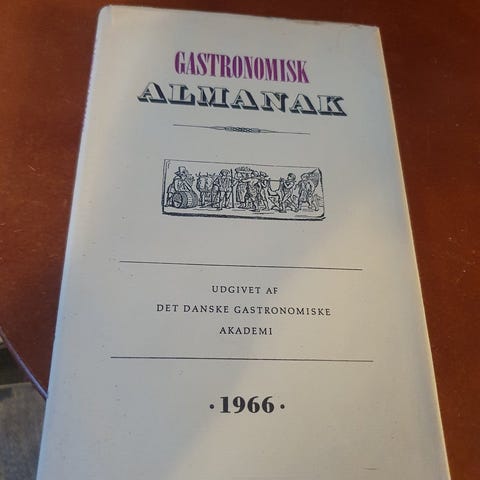 GASTRONOMISK
ALMANAK
UDGIVET AF
DET DANSKE GASTRONOMISKE
AKADEMI
· 1966 ·